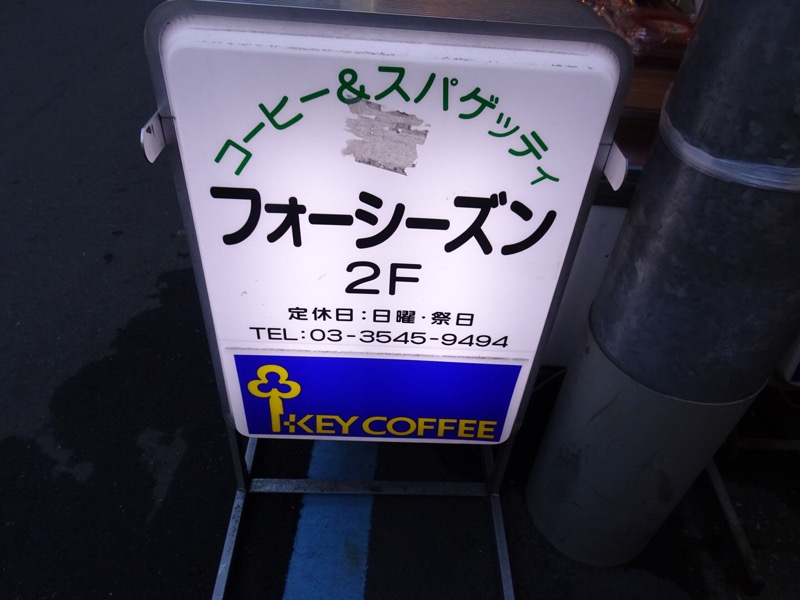 コーヒー&スパゲッティ
フォーシーズン
2F
定休日:日曜・祭日
TEL:03-3545-9494
KEY COFFEE